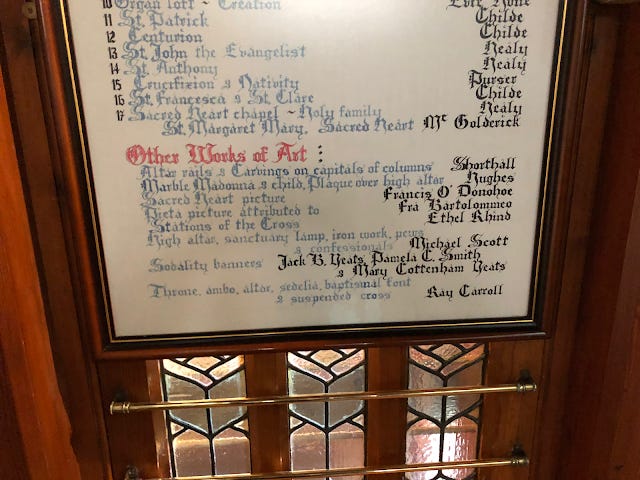 10 Organ loft ~ Creation Evie Hone
11 St. Patrick Childe
12 Centurion Childe
13 St. John the Evangelist Healy
14 St. Anthony Healy
15 Crucifixion & Nativity Purser
16 St. Francesca & St. Clare Childe
17 Sacred Heart chapel ~ Holy family Healy
St. Margaret Mary, Sacred Heart Mc Golderick
Other Works of Art :
Altar rails & Carvings on capitals of columns Shorthall
Marble Madonna & child, Plaque over high altar Hughes
Sacred Heart picture Francis O' Donohoe
Pieta picture attributed to Fra Bartolommeo
Stations of the Cross Ethel Rhind
High altar, sanctuary lamp, iron work, pews
& confessionals Michael Scott
Sodality banners Jack B. Yeats, Pamela C. Smith
& Mary Cottenham Yeats
Throne, ambo, altar, sedelia, baptismal font
& suspended cross Ray Carroll